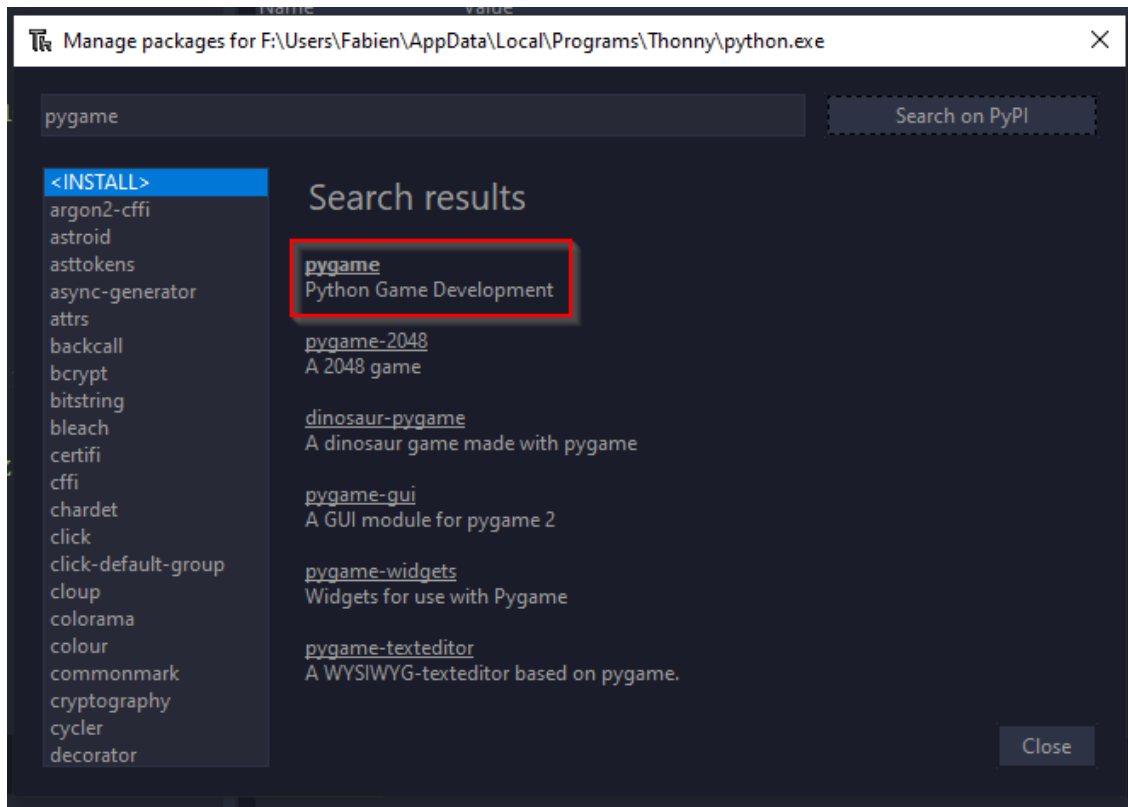 Name Value
Manage packages for F:\Users\Fabien\AppData\Local\Programs\Thonny\python.exe
pygame
Search on PyPI
<INSTALL>
argon2-cffi
astroid
asttokens
async-generator
attrs
backcall
bcrypt
bitstring
bleach
certifi
cffi
chardet
click
click-default-group
cloup
colorama
colour
commonmark
cryptography
cycler
decorator
Search results
pygame
Python Game Development
pygame-2048
A 2048 game
dinosaur-pygame
A dinosaur game made with pygame
pygame-gui
A GUI module for pygame 2
pygame-widgets
Widgets for use with Pygame
pygame-texteditor
A WYSIWYG-texteditor based on pygame.
Close